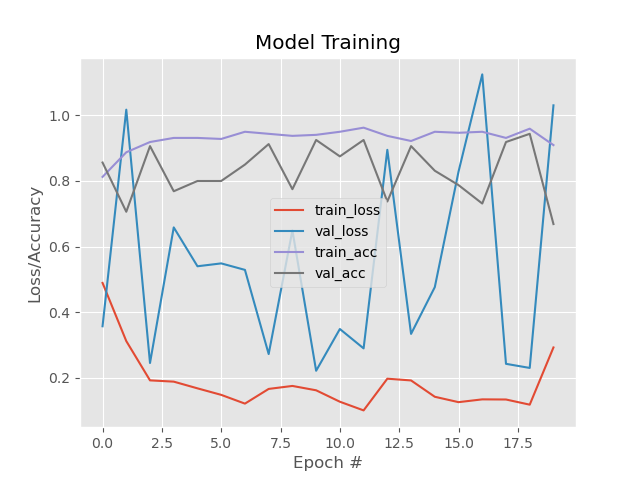 Model Training
Loss/Accuracy
1.0
0.8
0.6
0.4
0.2
train_loss
val_loss
train_acc
val_acc
0.0 2.5 5.0 7.5 10.0 12.5 15.0 17.5
Epoch #